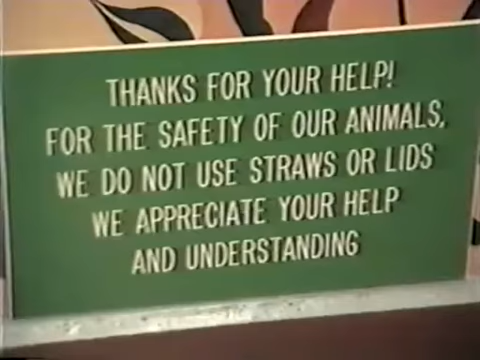 THANKS FOR YOUR HELP!
FOR THE SAFETY OF OUR ANIMALS,
WE DO NOT USE STRAWS OR LIDS
WE APPRECIATE YOUR HELP
AND UNDERSTANDING